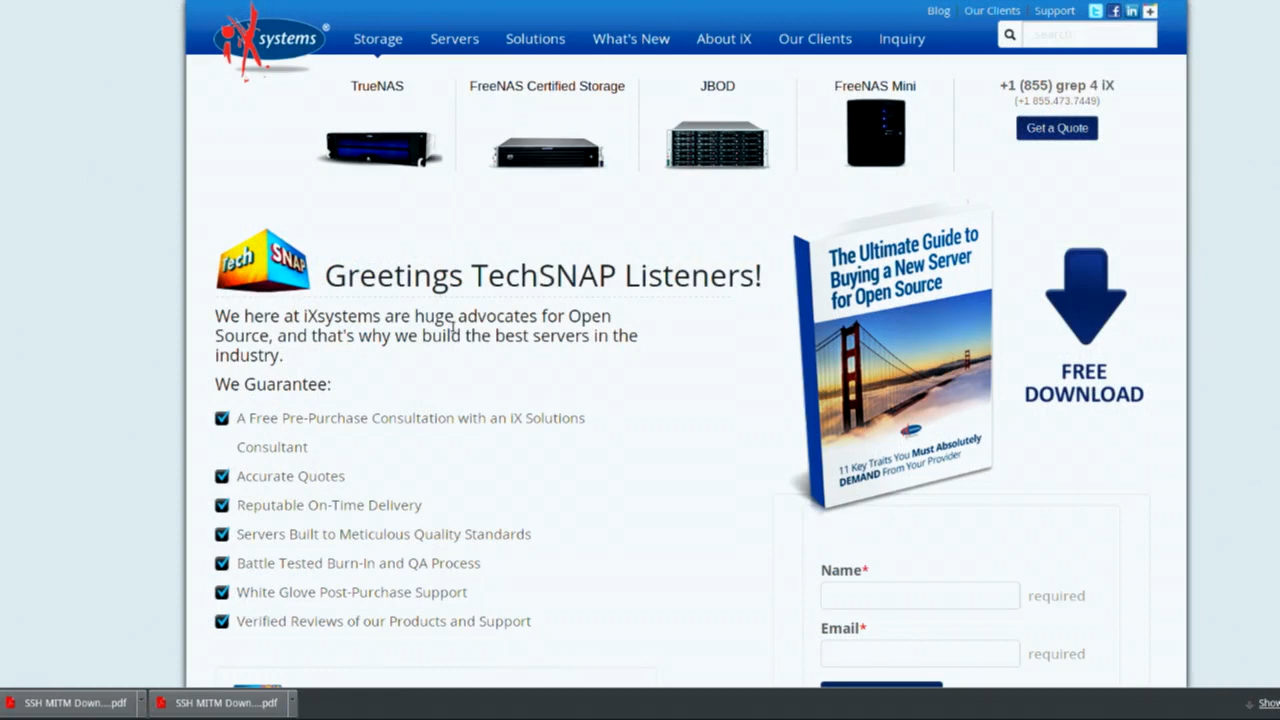 Blog Our Clients Support
iXsystems®
Storage Servers Solutions What's New About iX Our Clients Inquiry
search
TrueNAS FreeNAS Certified Storage JBOD FreeNAS Mini
+1 (855) grep 4 iX
(+1 855.473.7449)
Get a Quote
Tech SNAP
Greetings TechSNAP Listeners!
We here at iXsystems are huge advocates for Open
Source, and that's why we build the best servers in the
industry.
We Guarantee:
A Free Pre-Purchase Consultation with an iX Solutions
Consultant
Accurate Quotes
Reputable On-Time Delivery
Servers Built to Meticulous Quality Standards
Battle Tested Burn-In and QA Process
White Glove Post-Purchase Support
Verified Reviews of our Products and Support
The Ultimate Guide to
Buying a New Server
for Open Source
11 Key Traits You Must Absolutely
DEMAND From Your Provider
FREE
DOWNLOAD
Name*
required
Email*
required
SSH MITM Down....pdf
SSH MITM Down....pdf
Show